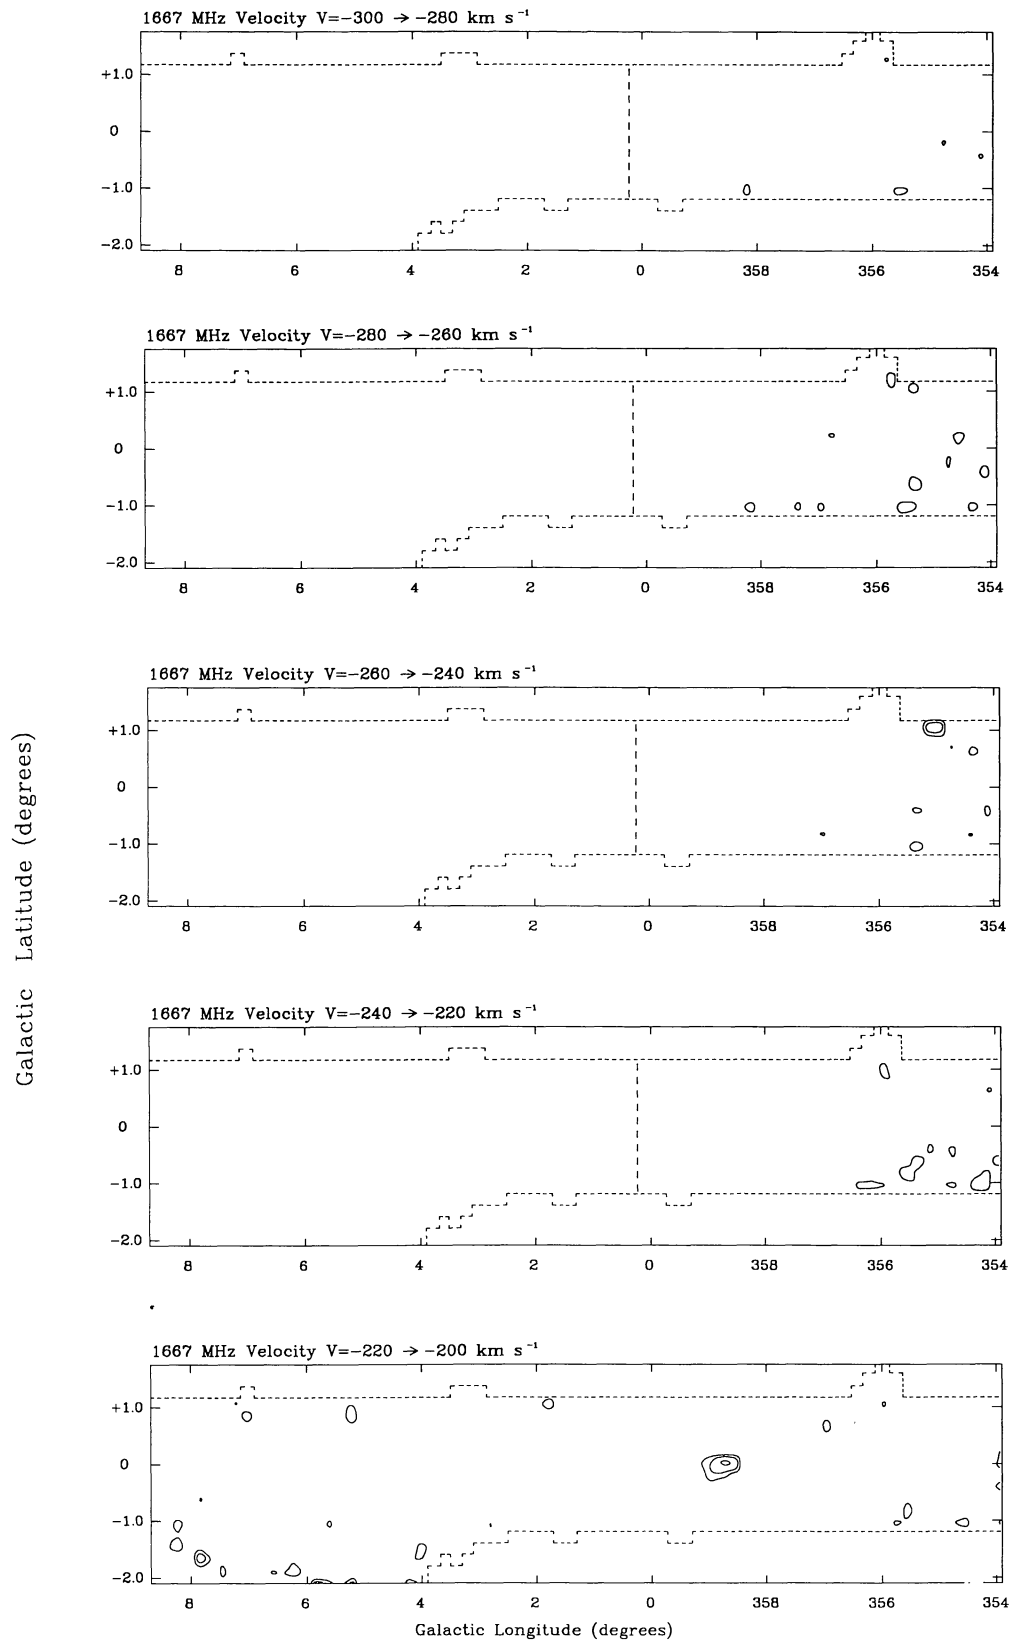 1667 MHz Velocity V=−300 → −280 km s⁻¹
+1.0
0
−1.0
−2.0
8 6 4 2 0 358 356 354
1667 MHz Velocity V=−280 → −260 km s⁻¹
+1.0
0
−1.0
−2.0
8 6 4 2 0 358 356 354
1667 MHz Velocity V=−260 → −240 km s⁻¹
+1.0
0
−1.0
−2.0
8 6 4 2 0 358 356 354
Galactic Latitude (degrees)
1667 MHz Velocity V=−240 → −220 km s⁻¹
+1.0
0
−1.0
−2.0
8 6 4 2 0 358 356 354
1667 MHz Velocity V=−220 → −200 km s⁻¹
+1.0
0
−1.0
−2.0
8 6 4 2 0 358 356 354
Galactic Longitude (degrees)